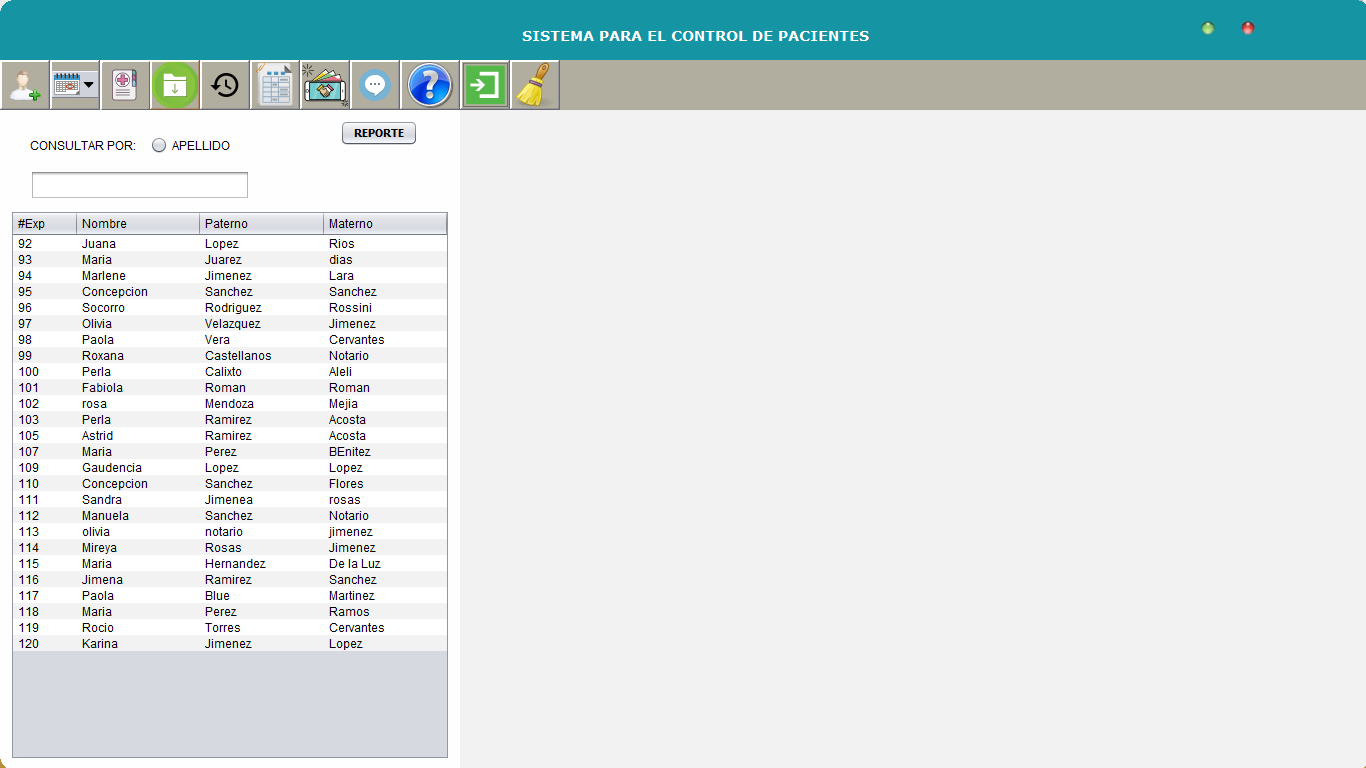 SISTEMA PARA EL CONTROL DE PACIENTES
REPORTE
CONSULTAR POR: APELLIDO
#Exp Nombre Paterno Materno
92 Juana Lopez Rios
93 Maria Juarez dias
94 Marlene Jimenez Lara
95 Concepcion Sanchez Sanchez
96 Socorro Rodriguez Rossini
97 Olivia Velazquez Jimenez
98 Paola Vera Cervantes
99 Roxana Castellanos Notario
100 Perla Calixto Aleli
101 Fabiola Roman Roman
102 rosa Mendoza Mejia
103 Perla Ramirez Acosta
105 Astrid Ramirez Acosta
107 Maria Perez BEnitez
109 Gaudencia Lopez Lopez
110 Concepcion Sanchez Flores
111 Sandra Jimenea rosas
112 Manuela Sanchez Notario
113 olivia notario jimenez
114 Mireya Rosas Jimenez
115 Maria Hernandez De la Luz
116 Jimena Ramirez Sanchez
117 Paola Blue Martinez
118 Maria Perez Ramos
119 Rocio Torres Cervantes
120 Karina Jimenez Lopez